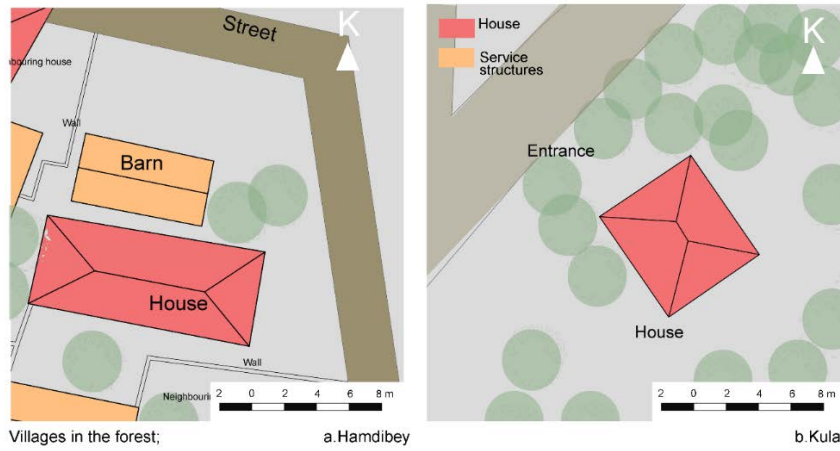 Street
K
bouring house
Wall
Barn
House
Wall
Neighbourin
2 0 2 4 6 8 m
Villages in the forest;
a.Hamdibey
House
Service
structures
K
Entrance
House
2 0 2 4 6 8 m
b.Kula